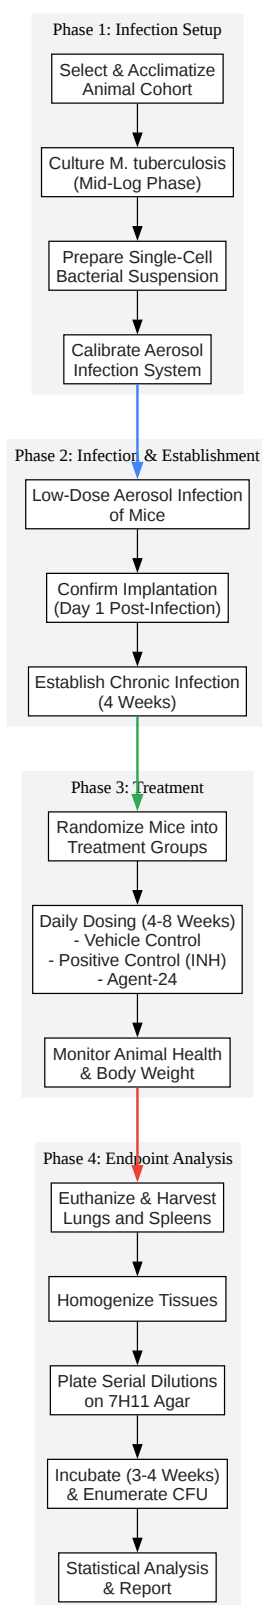 Phase 1: Infection Setup
Select & Acclimatize
Animal Cohort
Culture M. tuberculosis
(Mid-Log Phase)
Prepare Single-Cell
Bacterial Suspension
Calibrate Aerosol
Infection System
Phase 2: Infection & Establishment
Low-Dose Aerosol Infection
of Mice
Confirm Implantation
(Day 1 Post-Infection)
Establish Chronic Infection
(4 Weeks)
Phase 3: Treatment
Randomize Mice into
Treatment Groups
Daily Dosing (4-8 Weeks)
- Vehicle Control
- Positive Control (INH)
- Agent-24
Monitor Animal Health
& Body Weight
Phase 4: Endpoint Analysis
Euthanize & Harvest
Lungs and Spleens
Homogenize Tissues
Plate Serial Dilutions
on 7H11 Agar
Incubate (3-4 Weeks)
& Enumerate CFU
Statistical Analysis
& Report